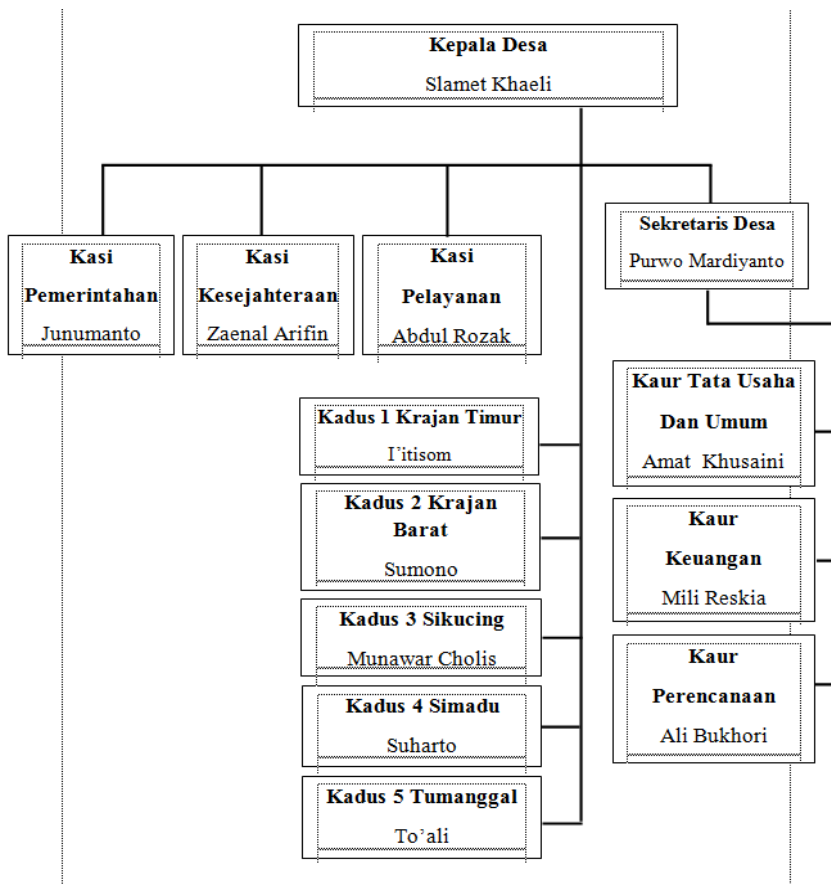 Kepala Desa
Slamet Khaeli
Kasi
Pemerintahan
Junumanto
Kasi
Kesejahteraan
Zaenal Arifin
Kasi
Pelayanan
Abdul Rozak
Sekretaris Desa
Purwo Mardiyanto
Kaur Tata Usaha
Dan Umum
Amat Khusaini
Kaur
Keuangan
Mili Reskia
Kaur
Perencanaan
Ali Bukhori
Kadus 1 Krajan Timur
I’itisom
Kadus 2 Krajan
Barat
Sumono
Kadus 3 Sikucing
Munawar Cholis
Kadus 4 Simadu
Suharto
Kadus 5 Tumanggal
To’ali